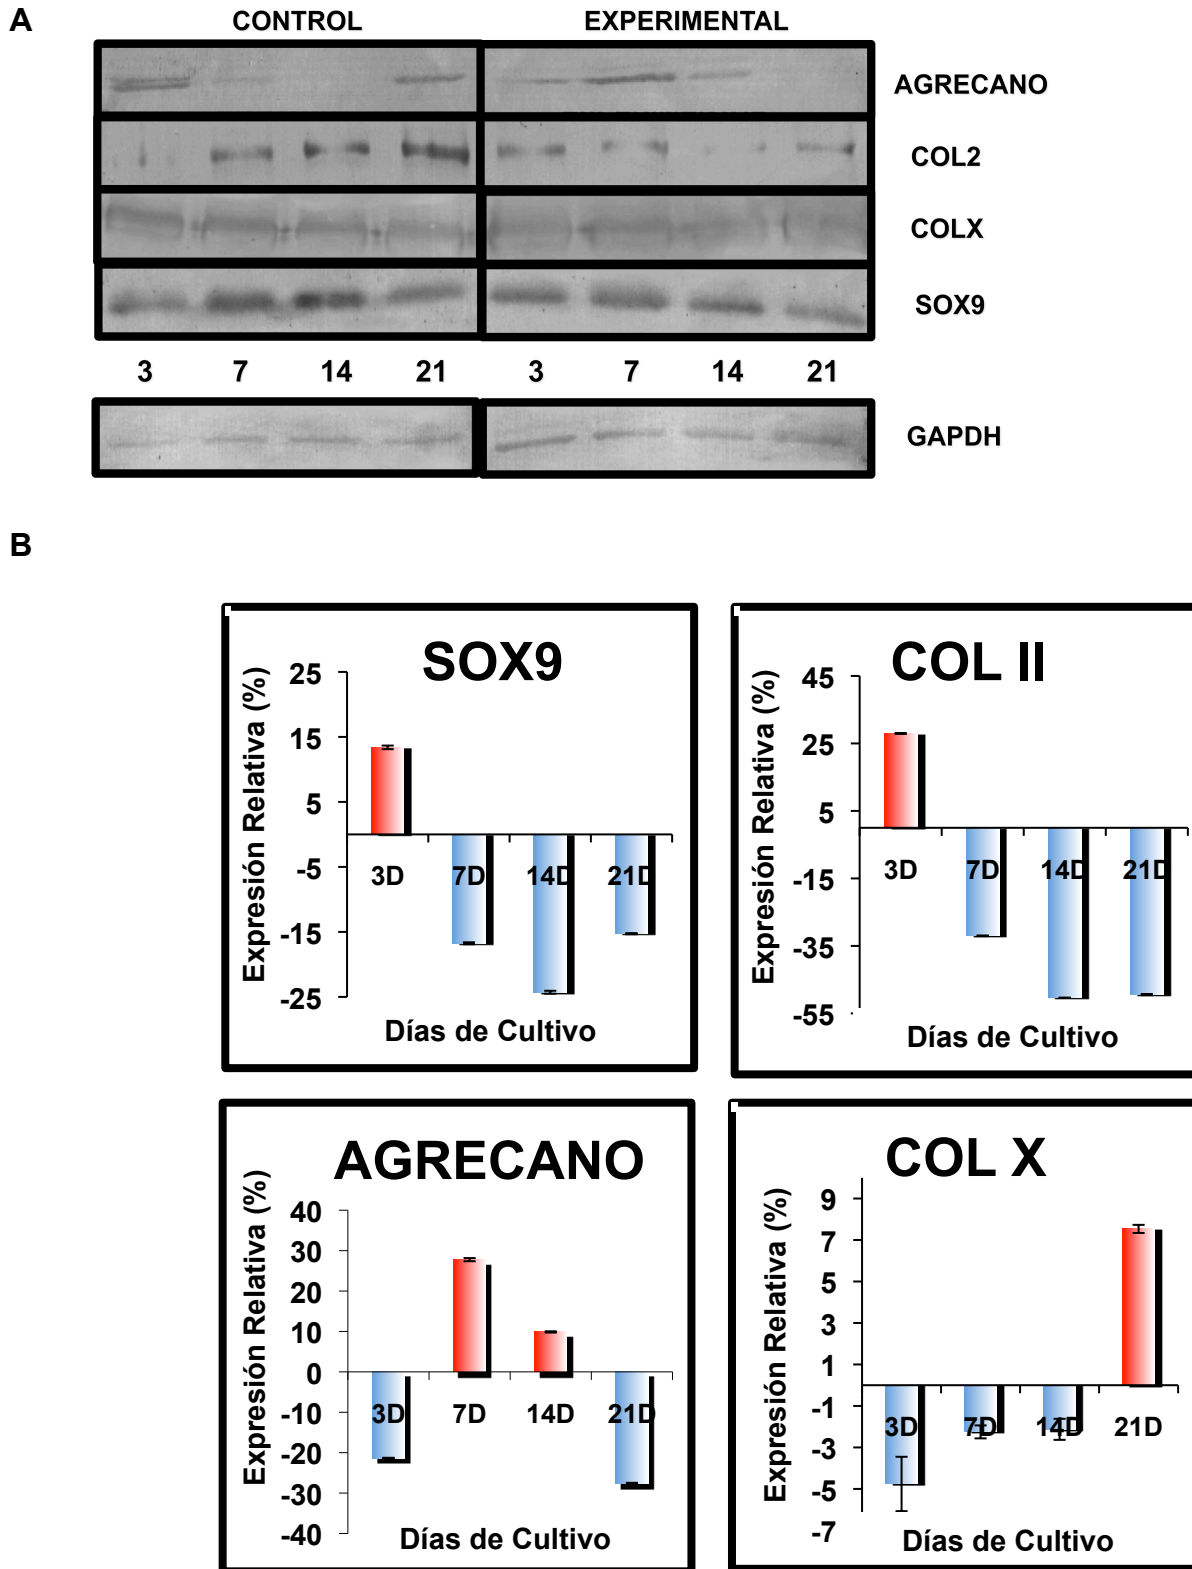 A
CONTROL EXPERIMENTAL
AGRECANO
COL2
COLX
SOX9
3 7 14 21 3 7 14 21
GAPDH
B
SOX9
Expresión Relativa (%)
25
15
5
-5
-15
-25
3D 7D 14D 21D
Días de Cultivo
COL II
Expresión Relativa (%)
45
25
5
-15
-35
-55
3D 7D 14D 21D
Días de Cultivo
AGRECANO
Expresión Relativa (%)
40
30
20
10
0
-10
-20
-30
-40
3D 7D 14D 21D
Días de Cultivo
COL X
Expresión Relativa (%)
9
7
5
3
1
-1
-3
-5
-7
3D 7D 14D 21D
Días de Cultivo